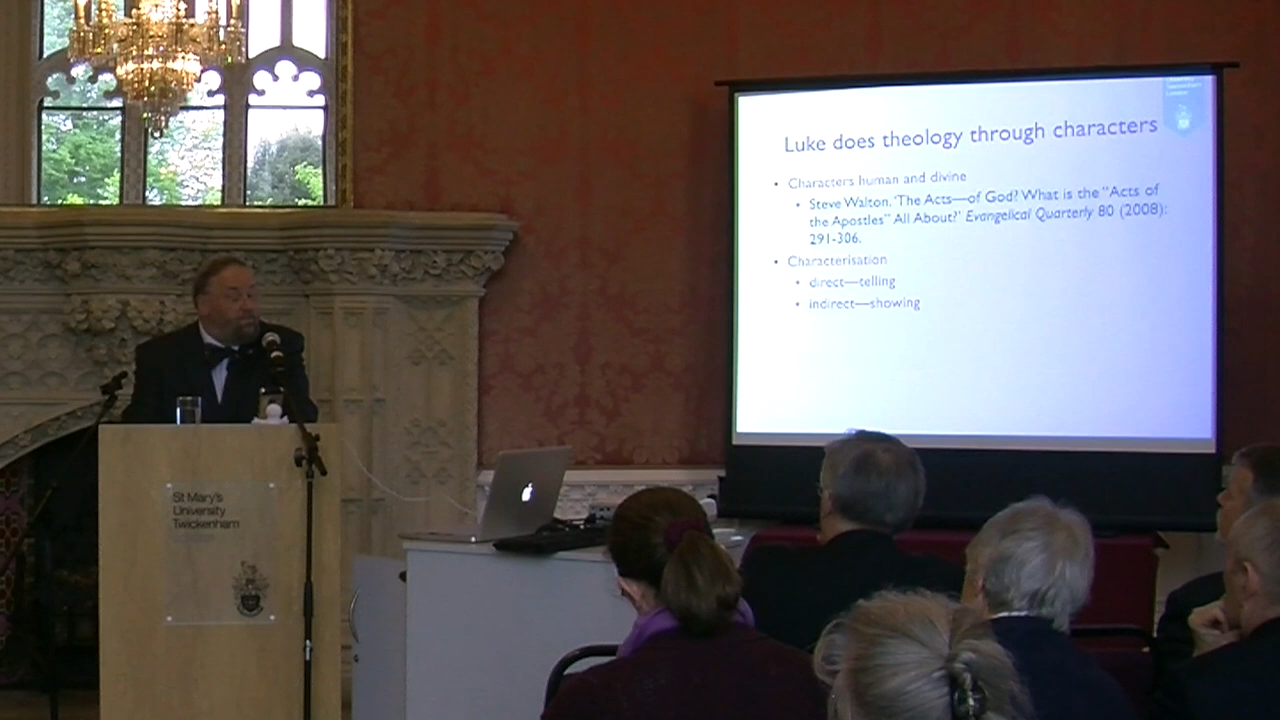 Luke does theology through characters
• Characters human and divine
• Steve Walton. ‘The Acts—of God? What is the “Acts of
the Apostles” All About?’ Evangelical Quarterly 80 (2008):
291-306.
• Characterisation
• direct—telling
• indirect—showing
St Mary's
University
Twickenham